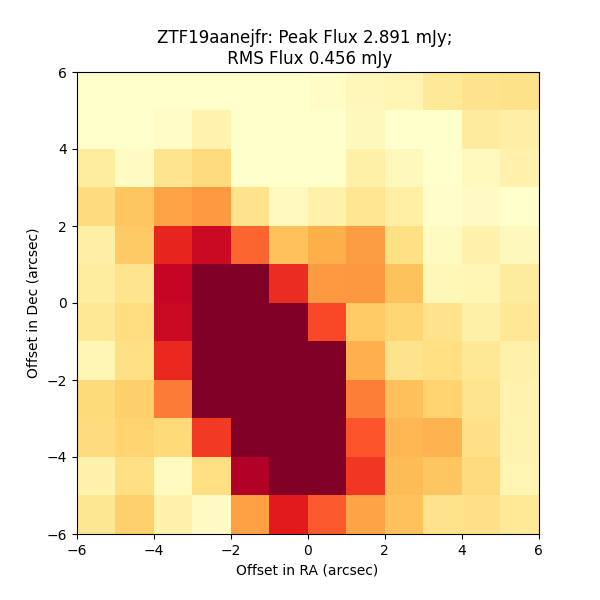 ZTF19aanejfr: Peak Flux 2.891 mJy;
RMS Flux 0.456 mJy
6
4
2
0
−2
−4
−6
Offset in Dec (arcsec)
−6 −4 −2 0 2 4 6
Offset in RA (arcsec)